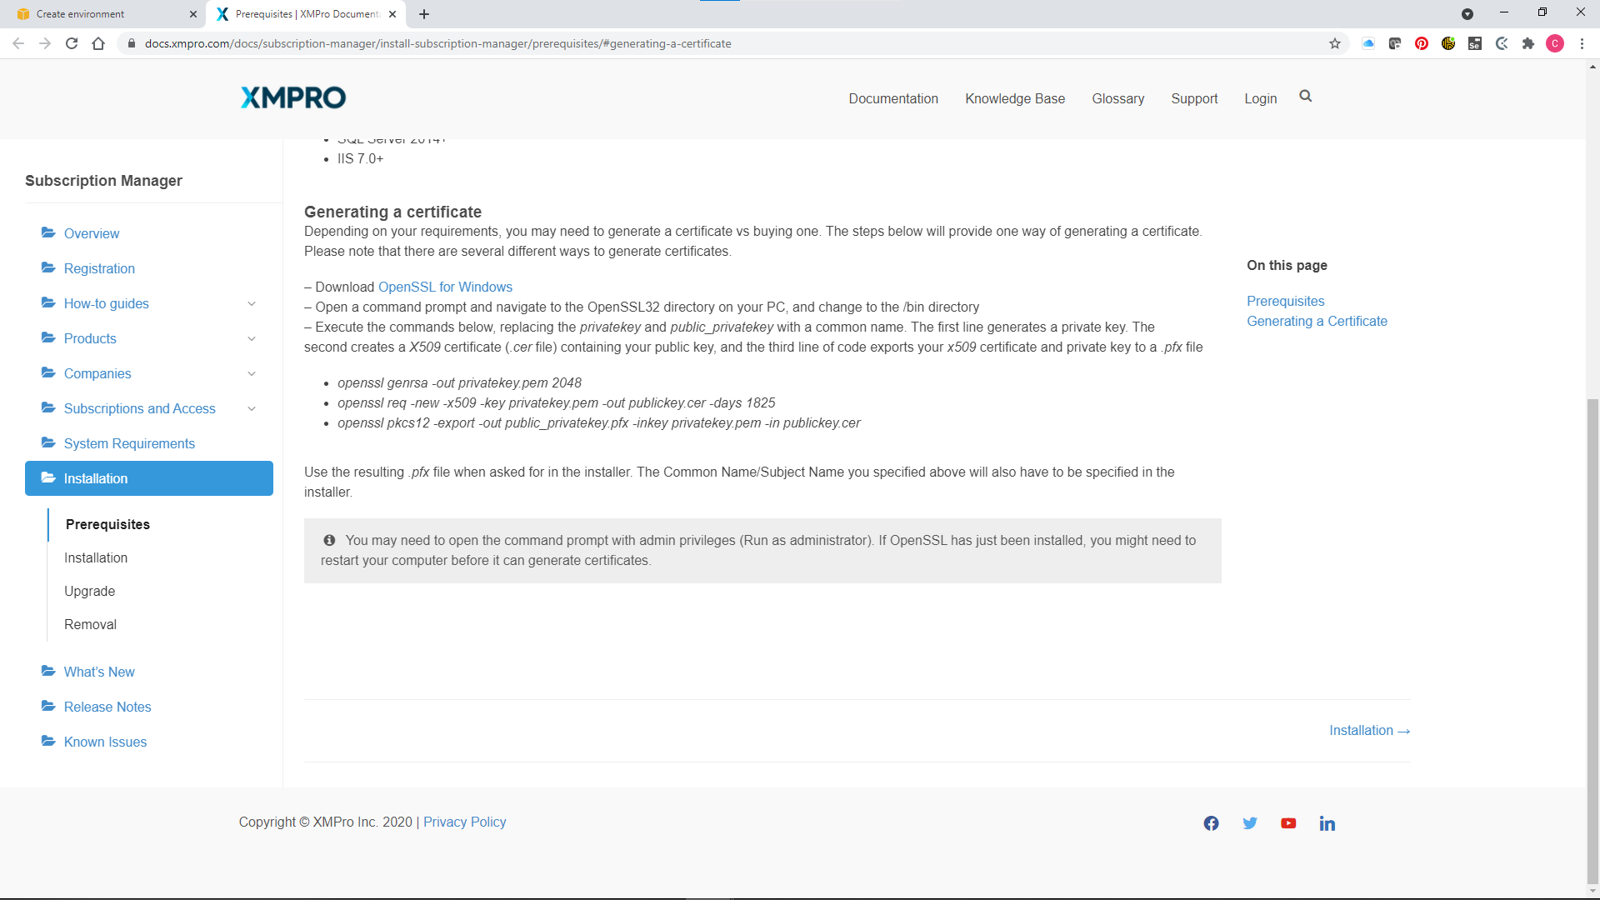 Create environment
Prerequisites | XMPro Documenta
docs.xmpro.com/docs/subscription-manager/install-subscription-manager/prerequisites/#generating-a-certificate
Se
C
XMPRO
Documentation
Knowledge Base
Glossary
Support
Login
SQL Server 2014+
IIS 7.0+
Subscription Manager
Overview
Registration
How-to guides
Products
Companies
Subscriptions and Access
System Requirements
Installation
Prerequisites
Installation
Upgrade
Removal
What's New
Release Notes
Known Issues
Generating a certificate
Depending on your requirements, you may need to generate a certificate vs buying one. The steps below will provide one way of generating a certificate.
Please note that there are several different ways to generate certificates.
– Download OpenSSL for Windows
– Open a command prompt and navigate to the OpenSSL32 directory on your PC, and change to the /bin directory
– Execute the commands below, replacing the privatekey and public_privatekey with a common name. The first line generates a private key. The
second creates a X509 certificate (.cer file) containing your public key, and the third line of code exports your x509 certificate and private key to a .pfx file
openssl genrsa -out privatekey.pem 2048
openssl req -new -x509 -key privatekey.pem -out publickey.cer -days 1825
openssl pkcs12 -export -out public_privatekey.pfx -inkey privatekey.pem -in publickey.cer
Use the resulting .pfx file when asked for in the installer. The Common Name/Subject Name you specified above will also have to be specified in the
installer.
You may need to open the command prompt with admin privileges (Run as administrator). If OpenSSL has just been installed, you might need to
restart your computer before it can generate certificates.
On this page
Prerequisites
Generating a Certificate
Installation →
Copyright © XMPro Inc. 2020 | Privacy Policy